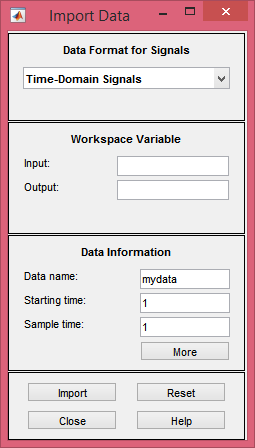 Import Data
Data Format for Signals
Time-Domain Signals
Workspace Variable
Input:
Output:
Data Information
Data name: mydata
Starting time: 1
Sample time: 1
More
Import Reset
Close Help